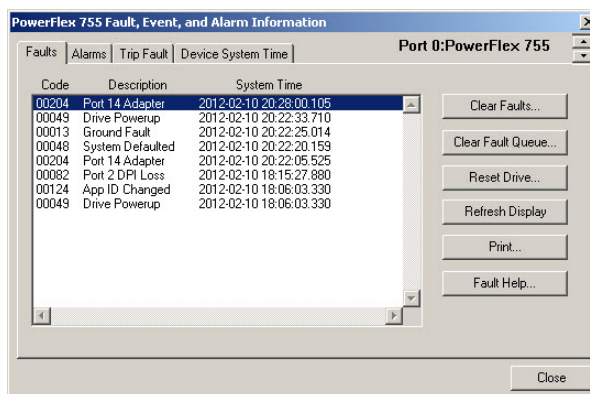 PowerFlex 755 Fault, Event, and Alarm Information
Faults Alarms Trip Fault Device System Time Port 0:PowerFlex 755
Code Description System Time
00204 Port 14 Adapter 2012-02-10 20:28:00.105
00049 Drive Powerup 2012-02-10 20:22:33.710
00013 Ground Fault 2012-02-10 20:22:25.014
00048 System Defaulted 2012-02-10 20:22:20.159
00204 Port 14 Adapter 2012-02-10 20:22:05.525
00082 Port 2 DPI Loss 2012-02-10 18:15:27.880
00124 App ID Changed 2012-02-10 18:06:03.330
00049 Drive Powerup 2012-02-10 18:06:03.330
Clear Faults...
Clear Fault Queue...
Reset Drive...
Refresh Display
Print...
Fault Help...
Close